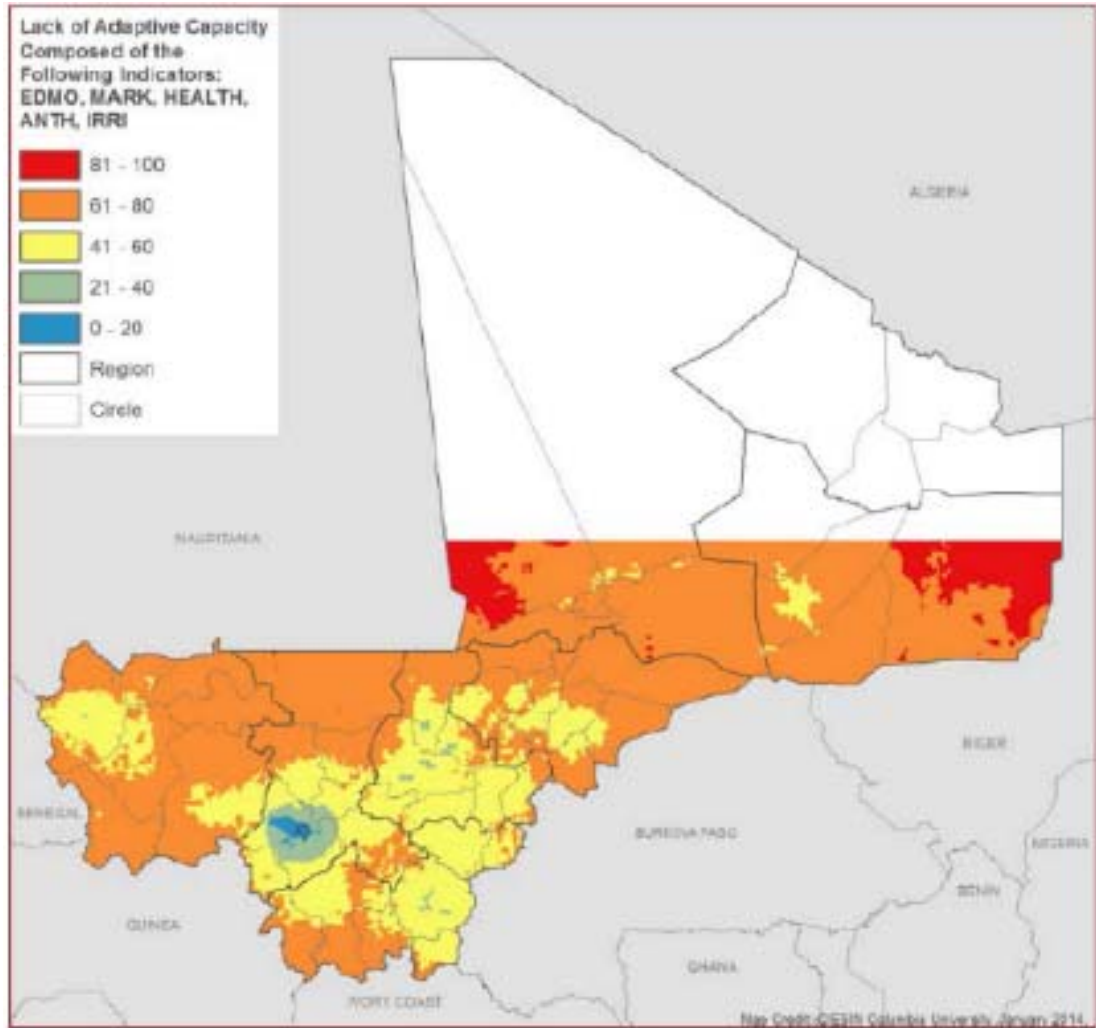 Lack of Adaptive Capacity
Composed of the
Following Indicators:
EDMO, MARK, HEALTH,
ANTH, IRRI
81 - 100
61 - 80
41 - 60
21 - 40
0 - 20
Region
Circle
ALGERIA
MAURITANIA
NIGER
SENEGAL
BURKINA FASO
NIGERIA
BENIN
GUINEA
GHANA
IVORY COAST
Map Credit: CIESIN Columbia University, January 2014.